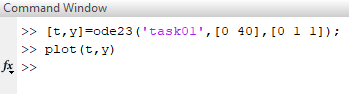 Command Window
>> [t,y]=ode23('task01',[0 40],[0 1 1]);
>> plot(t,y)
fx >>